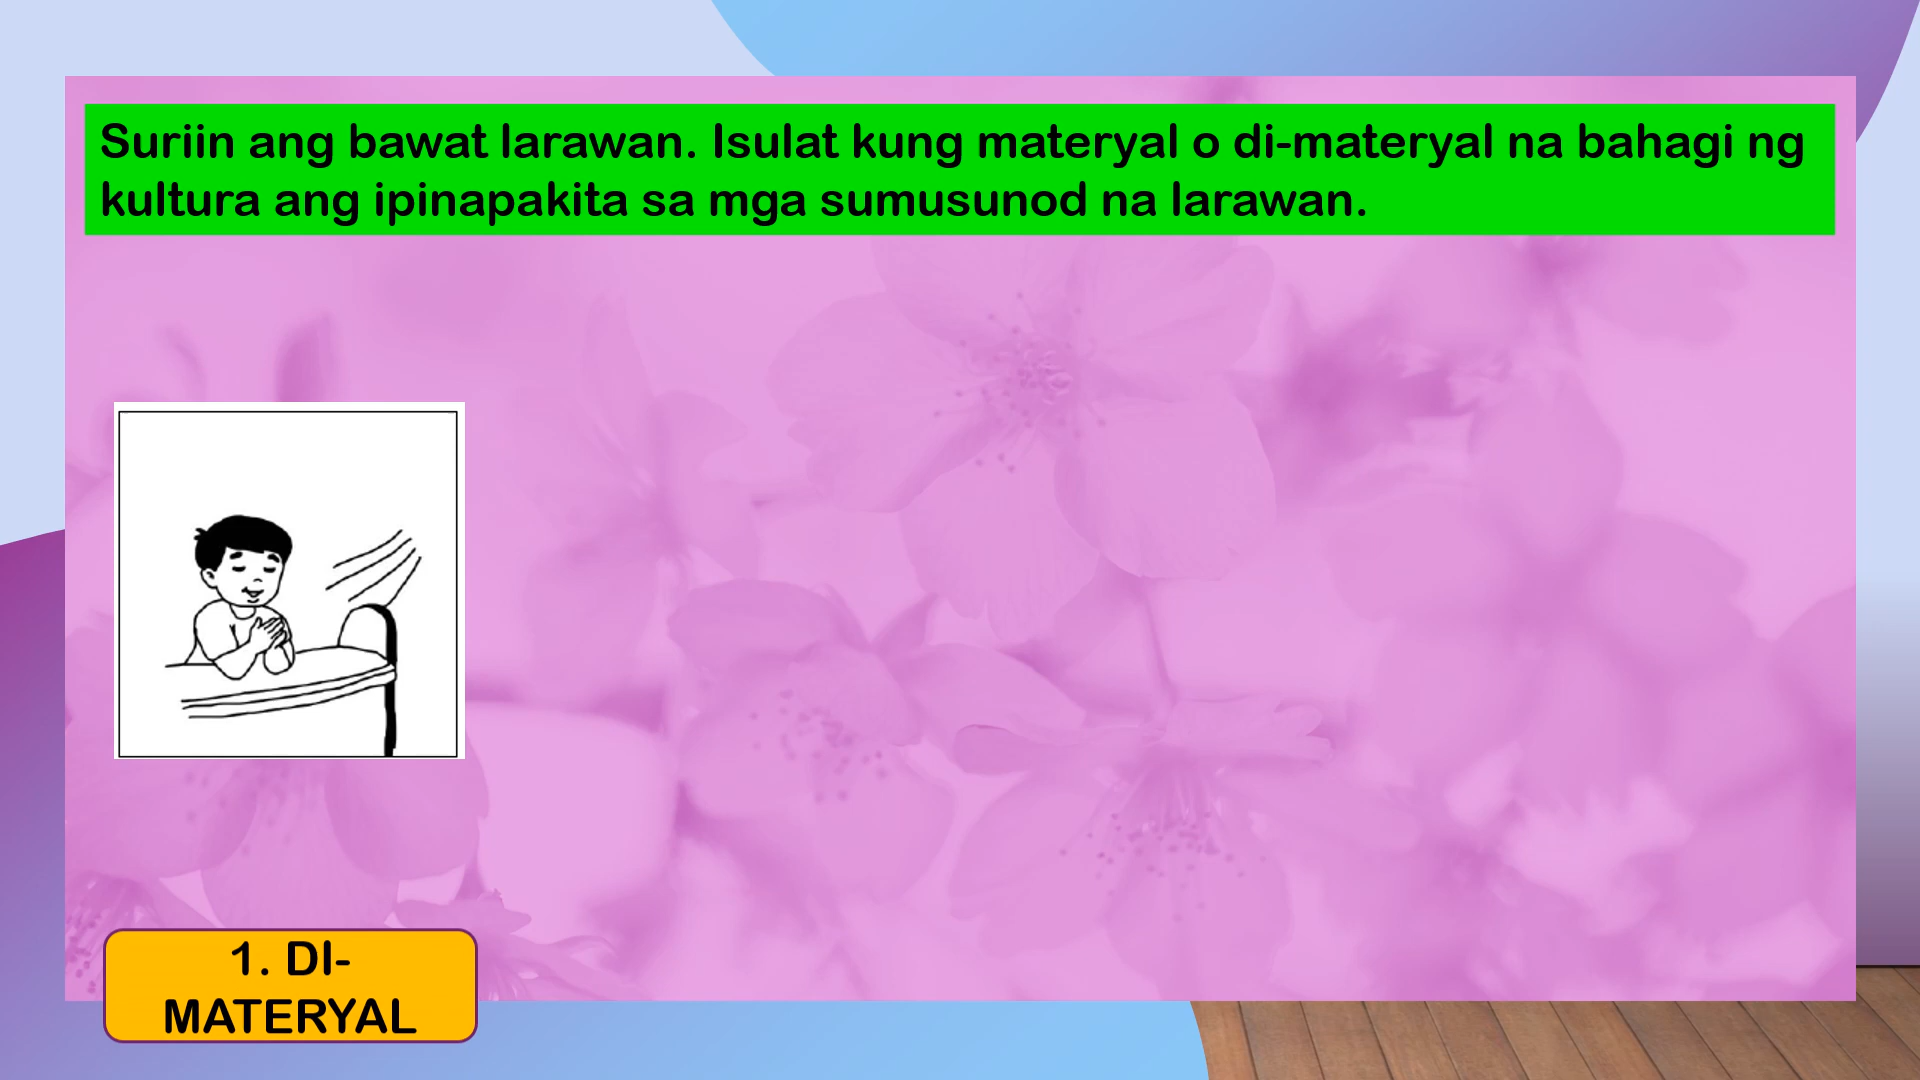 Suriin ang bawat larawan. Isulat kung materyal o di-materyal na bahagi ng
kultura ang ipinapakita sa mga sumusunod na larawan.
1. DI-
MATERYAL